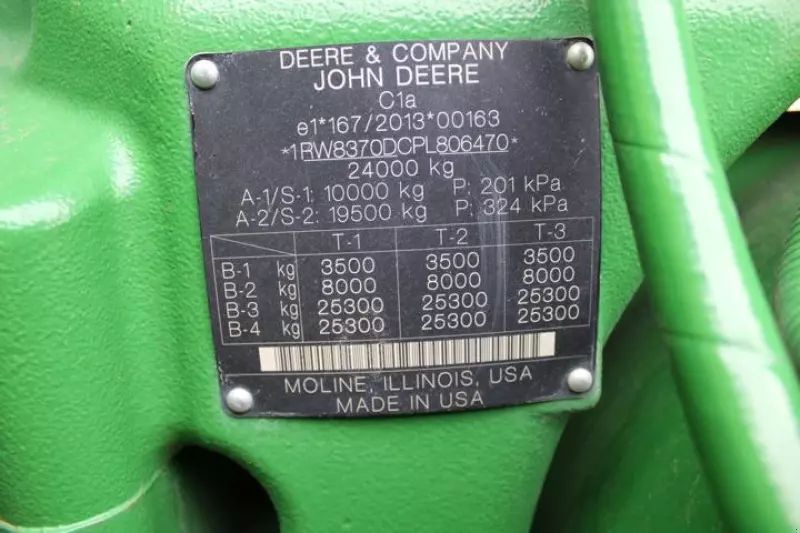 DEERE & COMPANY
JOHN DEERE
C1a
e1*167/2013*00163
*1RW8370DCPL806470*
24000 kg
A-1/S-1: 10000 kg P: 201 kPa
A-2/S-2: 19500 kg P: 324 kPa
T-1 T-2 T-3
B-1 kg 3500 3500 3500
B-2 kg 8000 8000 8000
B-3 kg 25300 25300 25300
B-4 kg 25300 25300 25300
MOLINE, ILLINOIS, USA
MADE IN USA